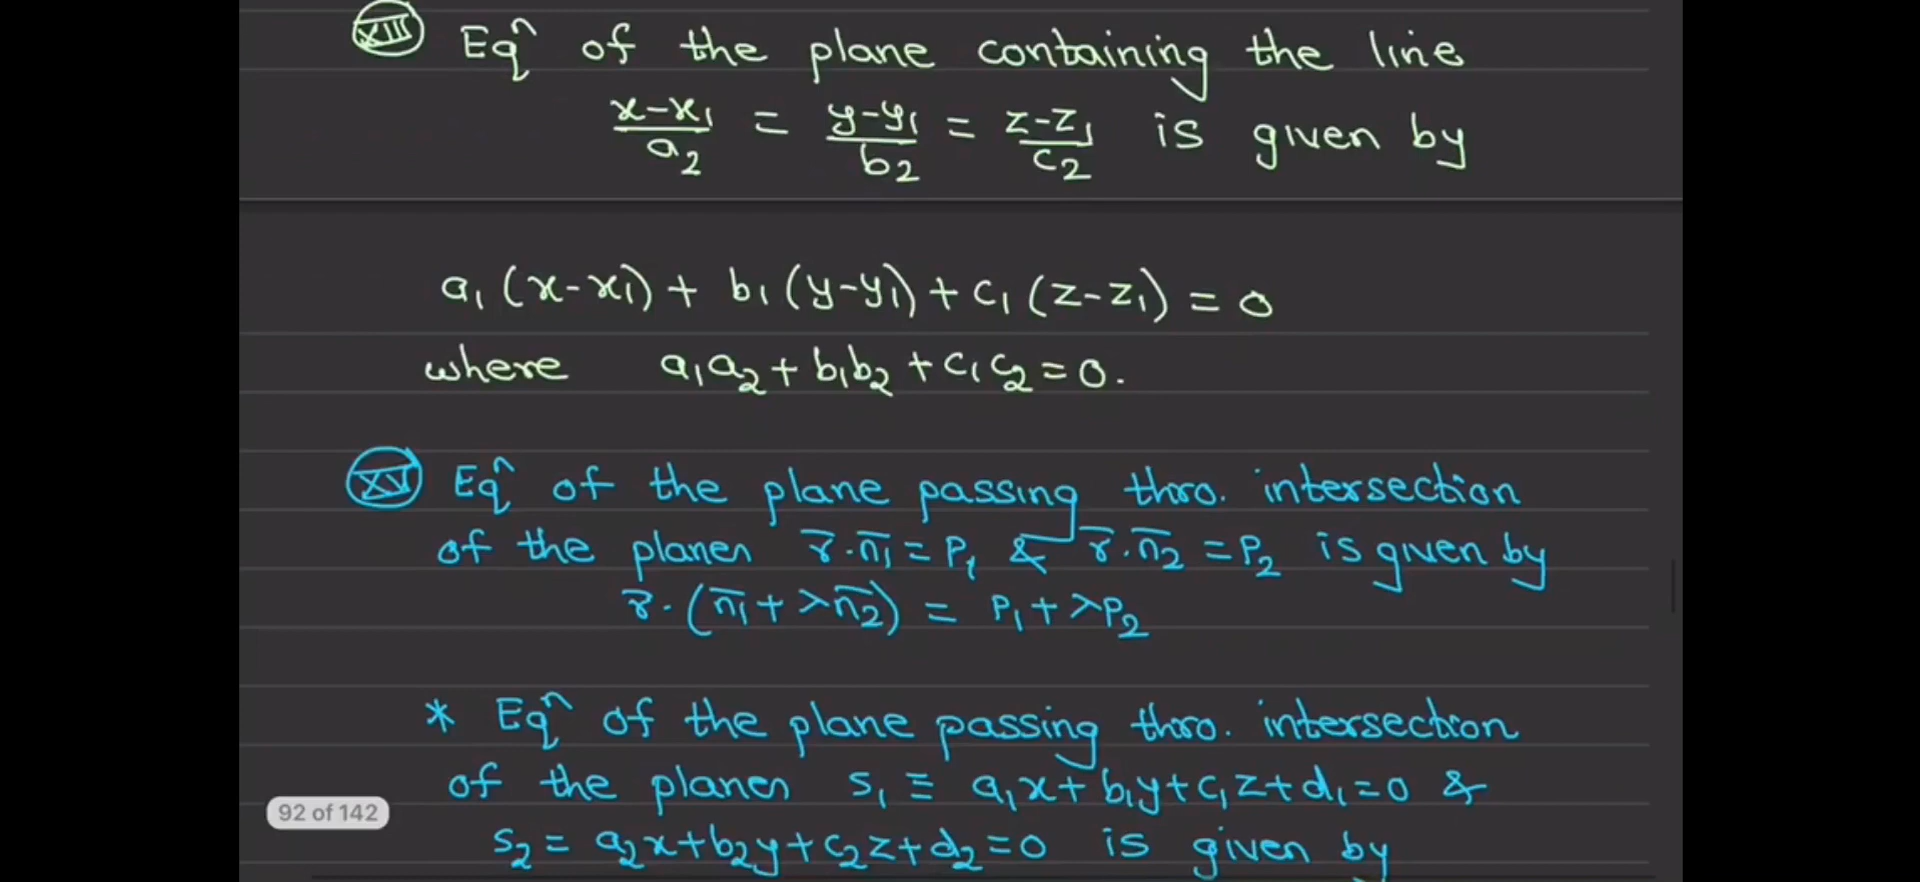 XIII Eqⁿ of the plane containing the line
x-x₁/a₂ = y-y₁/b₂ = z-z₁/c₂ is given by
a₁(x-x₁) + b₁(y-y₁) + c₁(z-z₁) = 0
where a₁a₂ + b₁b₂ + c₁c₂ = 0.
XV Eqⁿ of the plane passing thro. intersection
of the planes r̄·n̄₁ = P₁ & r̄·n̄₂ = P₂ is given by
r̄·(n̄₁ + λn̄₂) = P₁ + λP₂
* Eqⁿ of the plane passing thro. intersection
of the planes S₁ ≡ a₁x + b₁y + c₁z + d₁ = 0 &
92 of 142
S₂ = a₂x + b₂y + c₂z + d₂ = 0 is given by